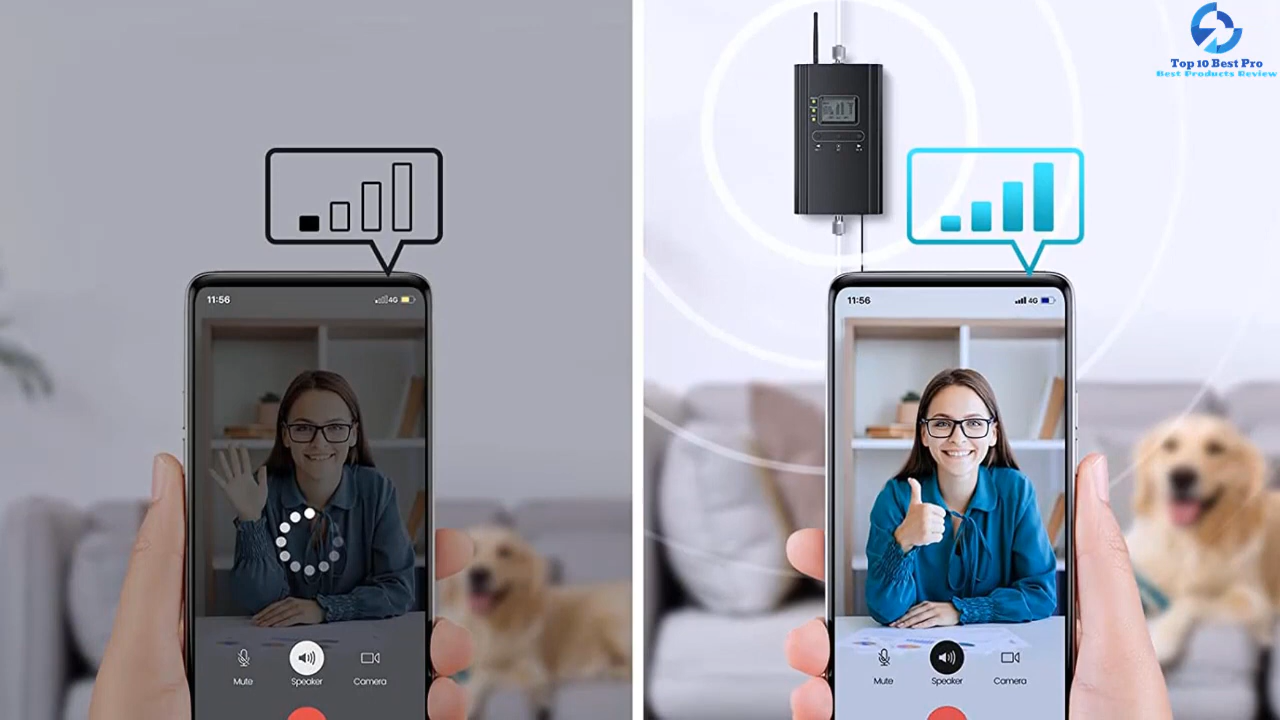 Top 10 Best Pro
Best Products Review
11:56
4G
Mute
Speaker
Camera
11:56
4G
Mute
Speaker
Camera